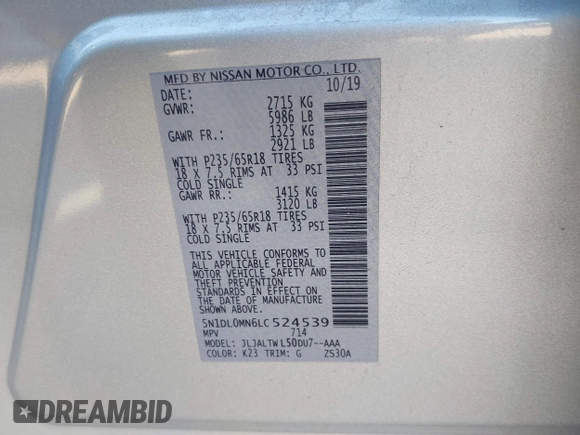 MFD BY NISSAN MOTOR CO., LTD.
DATE: 10/19
GVWR: 2715 KG
5986 LB
GAWR FR.: 1325 KG
2921 LB
WITH P235/65R18 TIRES
18 X 7.5 RIMS AT 33 PSI
COLD SINGLE
GAWR RR.: 1415 KG
3120 LB
WITH P235/65R18 TIRES
18 X 7.5 RIMS AT 33 PSI
COLD SINGLE
THIS VEHICLE CONFORMS TO
ALL APPLICABLE FEDERAL
MOTOR VEHICLE SAFETY AND
THEFT PREVENTION
STANDARDS IN EFFECT ON
THE DATE OF MANUFACTURE
SHOWN ABOVE.
5N1DL0MN6LC524539
MPV 714
MODEL: JLJALTWL50DU7--AAA
COLOR: K23 TRIM: G ZS30A
DREAMBID